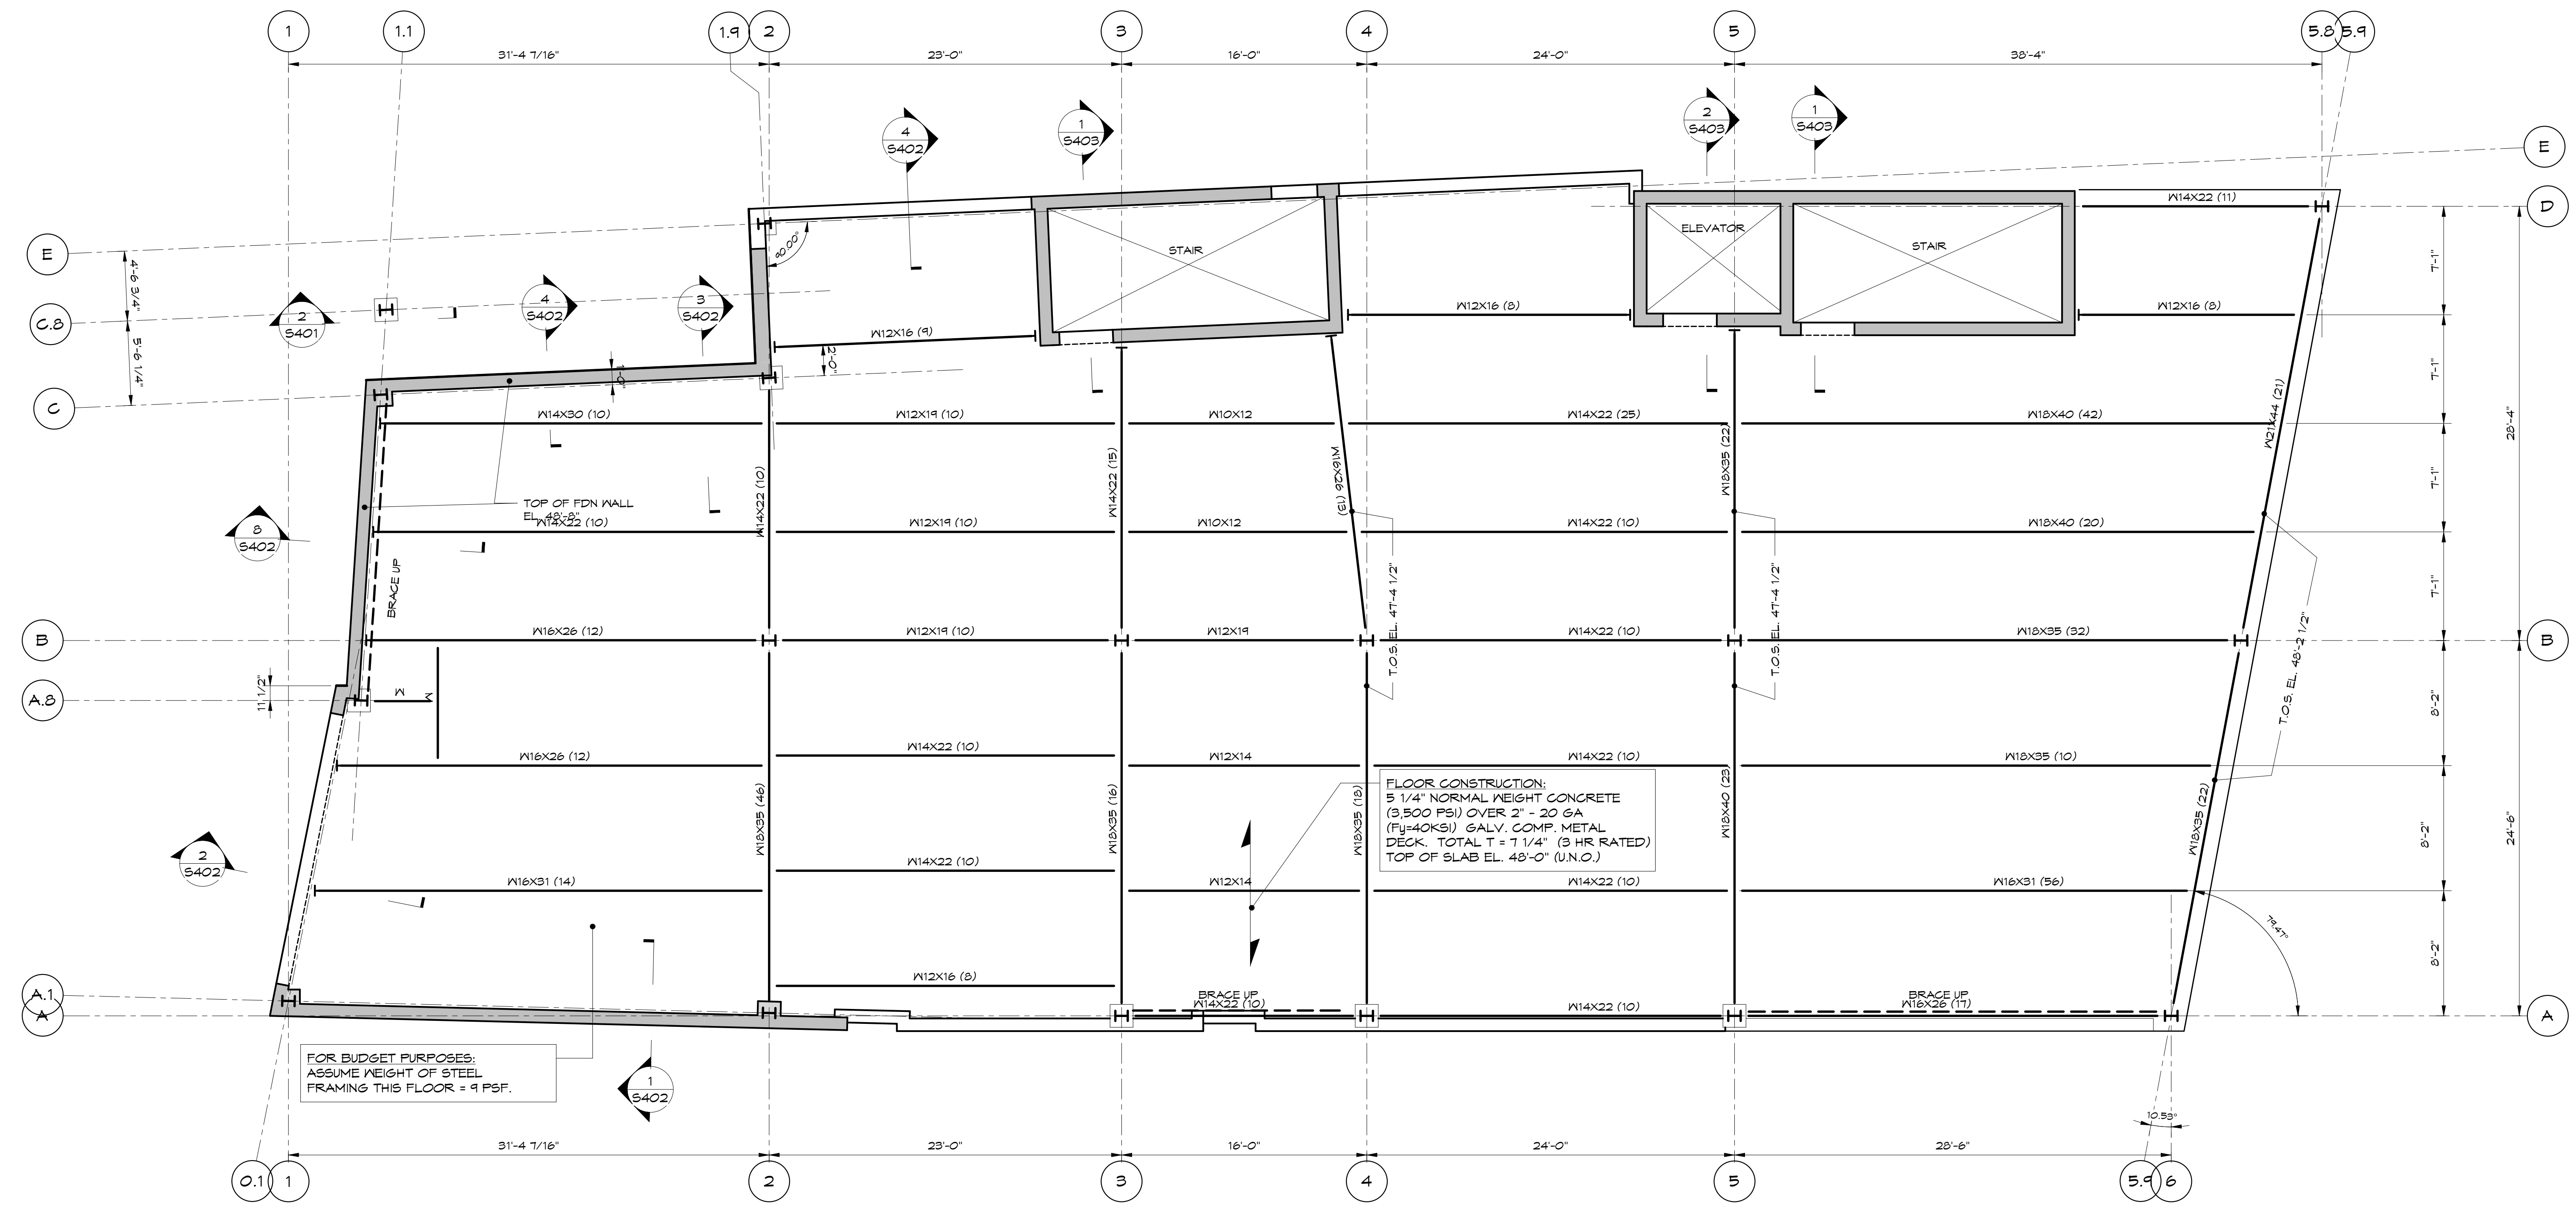 1 1.1 1.9 2 3 4 5 5.8 5.9
31'-4 7/16" 23'-0" 16'-0" 24'-0" 38'-4"
4
S402
1
S403
2
S403
1
S403
E
E
D
C.8
C
B
B
A.8
A.1
A
A
4'-6 3/4"
5'-6 1/4"
2
S401
4
S402
3
S402
90.00°
STAIR
ELEVATOR
STAIR
W14X22 (11)
W12X16 (9)
2'-0"
W12X16 (8)
W12X16 (8)
1'-0"
W14X30 (10)
W12X19 (10)
W10X12
W14X22 (25)
W18X40 (42)
TOP OF FDN WALL
EL. 48'-8"
W14X22 (10)
W12X19 (10)
W10X12
W14X22 (10)
W18X40 (20)
W14X22 (10)
W14X22 (15)
W16X26 (13)
W18X35 (22)
W21X44 (21)
8
S402
BRACE UP
W16X26 (12)
W12X19 (10)
W12X19
W14X22 (10)
W18X35 (32)
T.O.S. EL. 47'-4 1/2"
T.O.S. EL. 47'-4 1/2"
T.O.S. EL. 48'-2 1/2"
11 1/2"
W
W
W16X26 (12)
W14X22 (10)
W12X14
W14X22 (10)
W18X35 (10)
W18X35 (46)
W18X35 (16)
W18X35 (18)
W18X40 (23)
W18X35 (22)
FLOOR CONSTRUCTION:
5 1/4" NORMAL WEIGHT CONCRETE
(3,500 PSI) OVER 2" - 20 GA
(Fy=40KSI) GALV. COMP. METAL
DECK. TOTAL T = 7 1/4" (3 HR RATED)
TOP OF SLAB EL. 48'-0" (U.N.O.)
2
S402
W16X31 (14)
W14X22 (10)
W12X14
W14X22 (10)
W16X31 (56)
79.47°
W12X16 (8)
BRACE UP
W14X22 (10)
W14X22 (10)
BRACE UP
W16X26 (17)
7'-1"
7'-1"
7'-1"
7'-1"
28'-4"
8'-2"
8'-2"
8'-2"
24'-6"
FOR BUDGET PURPOSES:
ASSUME WEIGHT OF STEEL
FRAMING THIS FLOOR = 9 PSF.
1
S402
10.53°
31'-4 7/16" 23'-0" 16'-0" 24'-0" 28'-6"
0.1 1 2 3 4 5 5.9 6